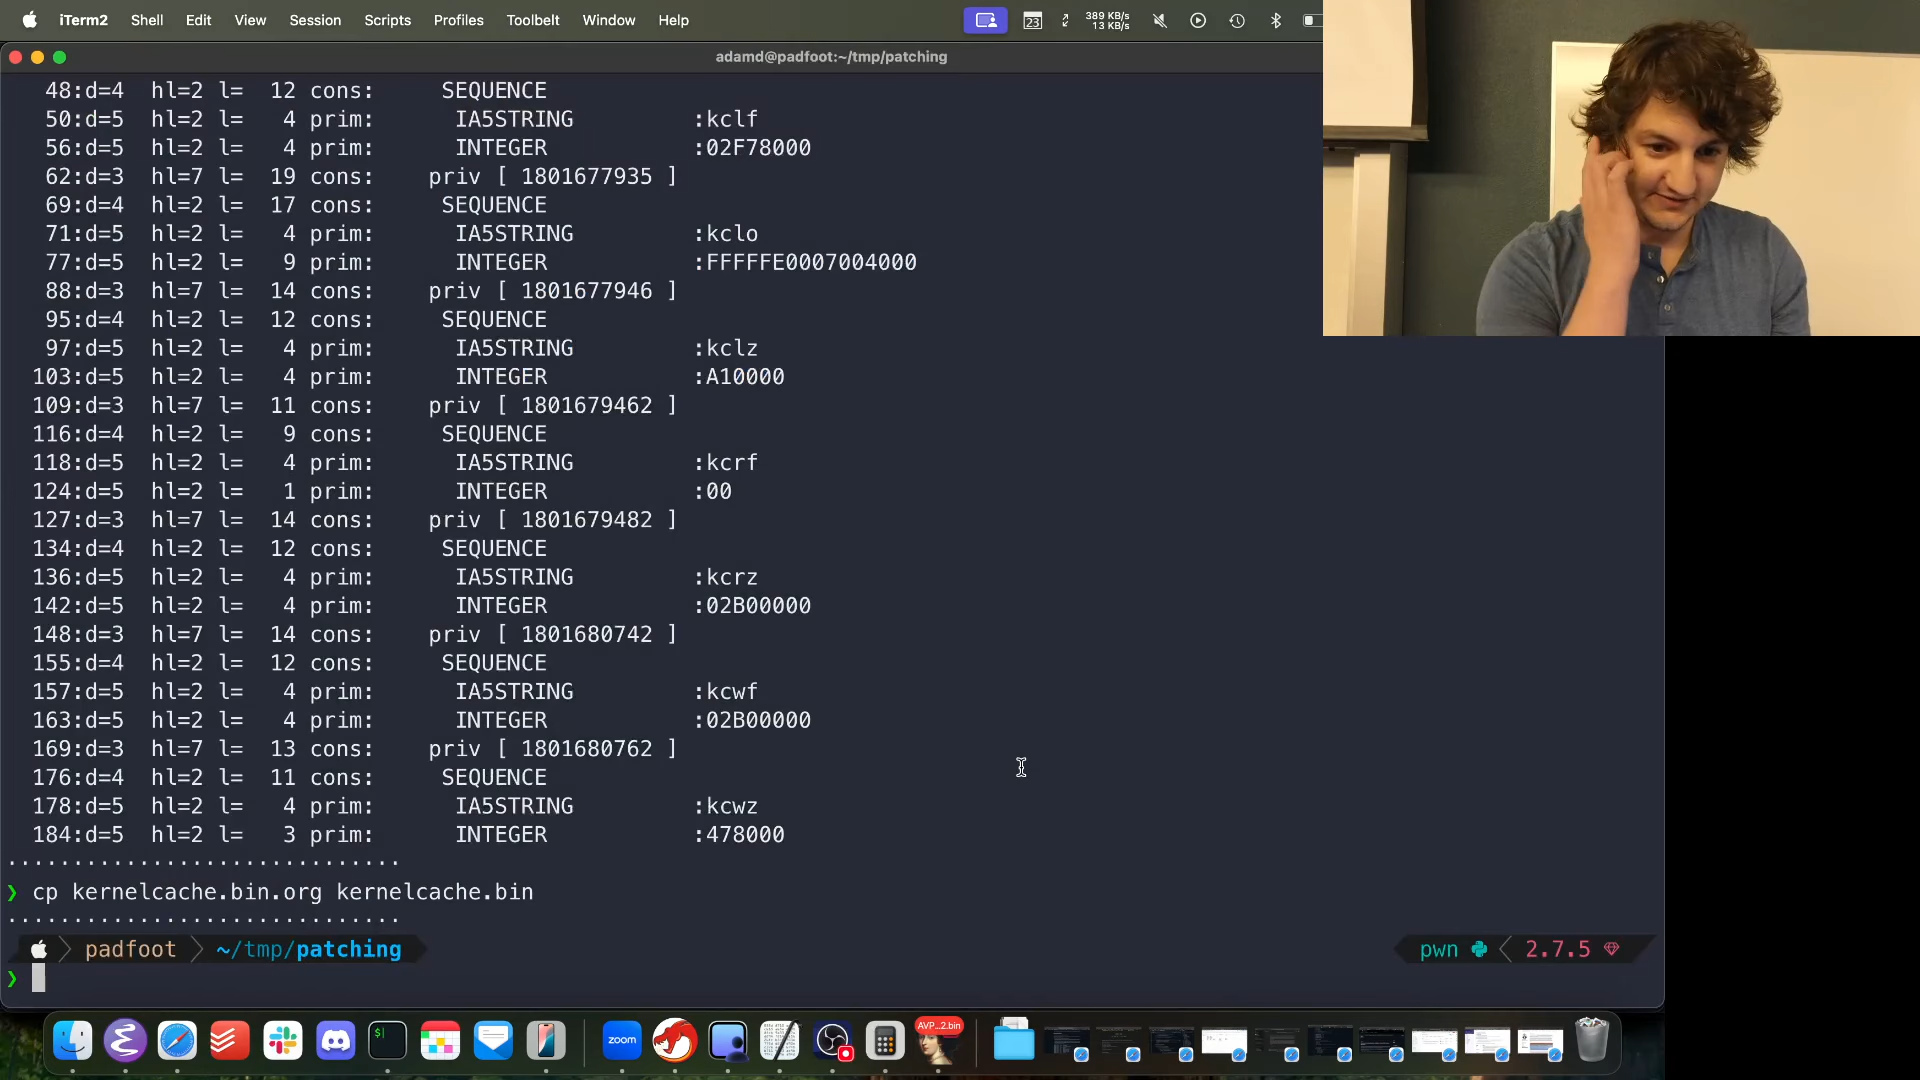 iTerm2 Shell Edit View Session Scripts Profiles Toolbelt Window Help 23 389 KB/s
13 KB/s
adamd@padfoot:~/tmp/patching
48:d=4 hl=2 l= 12 cons: SEQUENCE
50:d=5 hl=2 l= 4 prim: IA5STRING :kclf
56:d=5 hl=2 l= 4 prim: INTEGER :02F78000
62:d=3 hl=7 l= 19 cons: priv [ 1801677935 ]
69:d=4 hl=2 l= 17 cons: SEQUENCE
71:d=5 hl=2 l= 4 prim: IA5STRING :kclo
77:d=5 hl=2 l= 9 prim: INTEGER :FFFFFE0007004000
88:d=3 hl=7 l= 14 cons: priv [ 1801677946 ]
95:d=4 hl=2 l= 12 cons: SEQUENCE
97:d=5 hl=2 l= 4 prim: IA5STRING :kclz
103:d=5 hl=2 l= 4 prim: INTEGER :A10000
109:d=3 hl=7 l= 11 cons: priv [ 1801679462 ]
116:d=4 hl=2 l= 9 cons: SEQUENCE
118:d=5 hl=2 l= 4 prim: IA5STRING :kcrf
124:d=5 hl=2 l= 1 prim: INTEGER :00
127:d=3 hl=7 l= 14 cons: priv [ 1801679482 ]
134:d=4 hl=2 l= 12 cons: SEQUENCE
136:d=5 hl=2 l= 4 prim: IA5STRING :kcrz
142:d=5 hl=2 l= 4 prim: INTEGER :02B00000
148:d=3 hl=7 l= 14 cons: priv [ 1801680742 ]
155:d=4 hl=2 l= 12 cons: SEQUENCE
157:d=5 hl=2 l= 4 prim: IA5STRING :kcwf
163:d=5 hl=2 l= 4 prim: INTEGER :02B00000
169:d=3 hl=7 l= 13 cons: priv [ 1801680762 ]
176:d=4 hl=2 l= 11 cons: SEQUENCE
178:d=5 hl=2 l= 4 prim: IA5STRING :kcwz
184:d=5 hl=2 l= 3 prim: INTEGER :478000
..............................
❯ cp kernelcache.bin.org kernelcache.bin
..............................
padfoot ~/tmp/patching pwn 2.7.5
❯
zoom AVP...2.bin